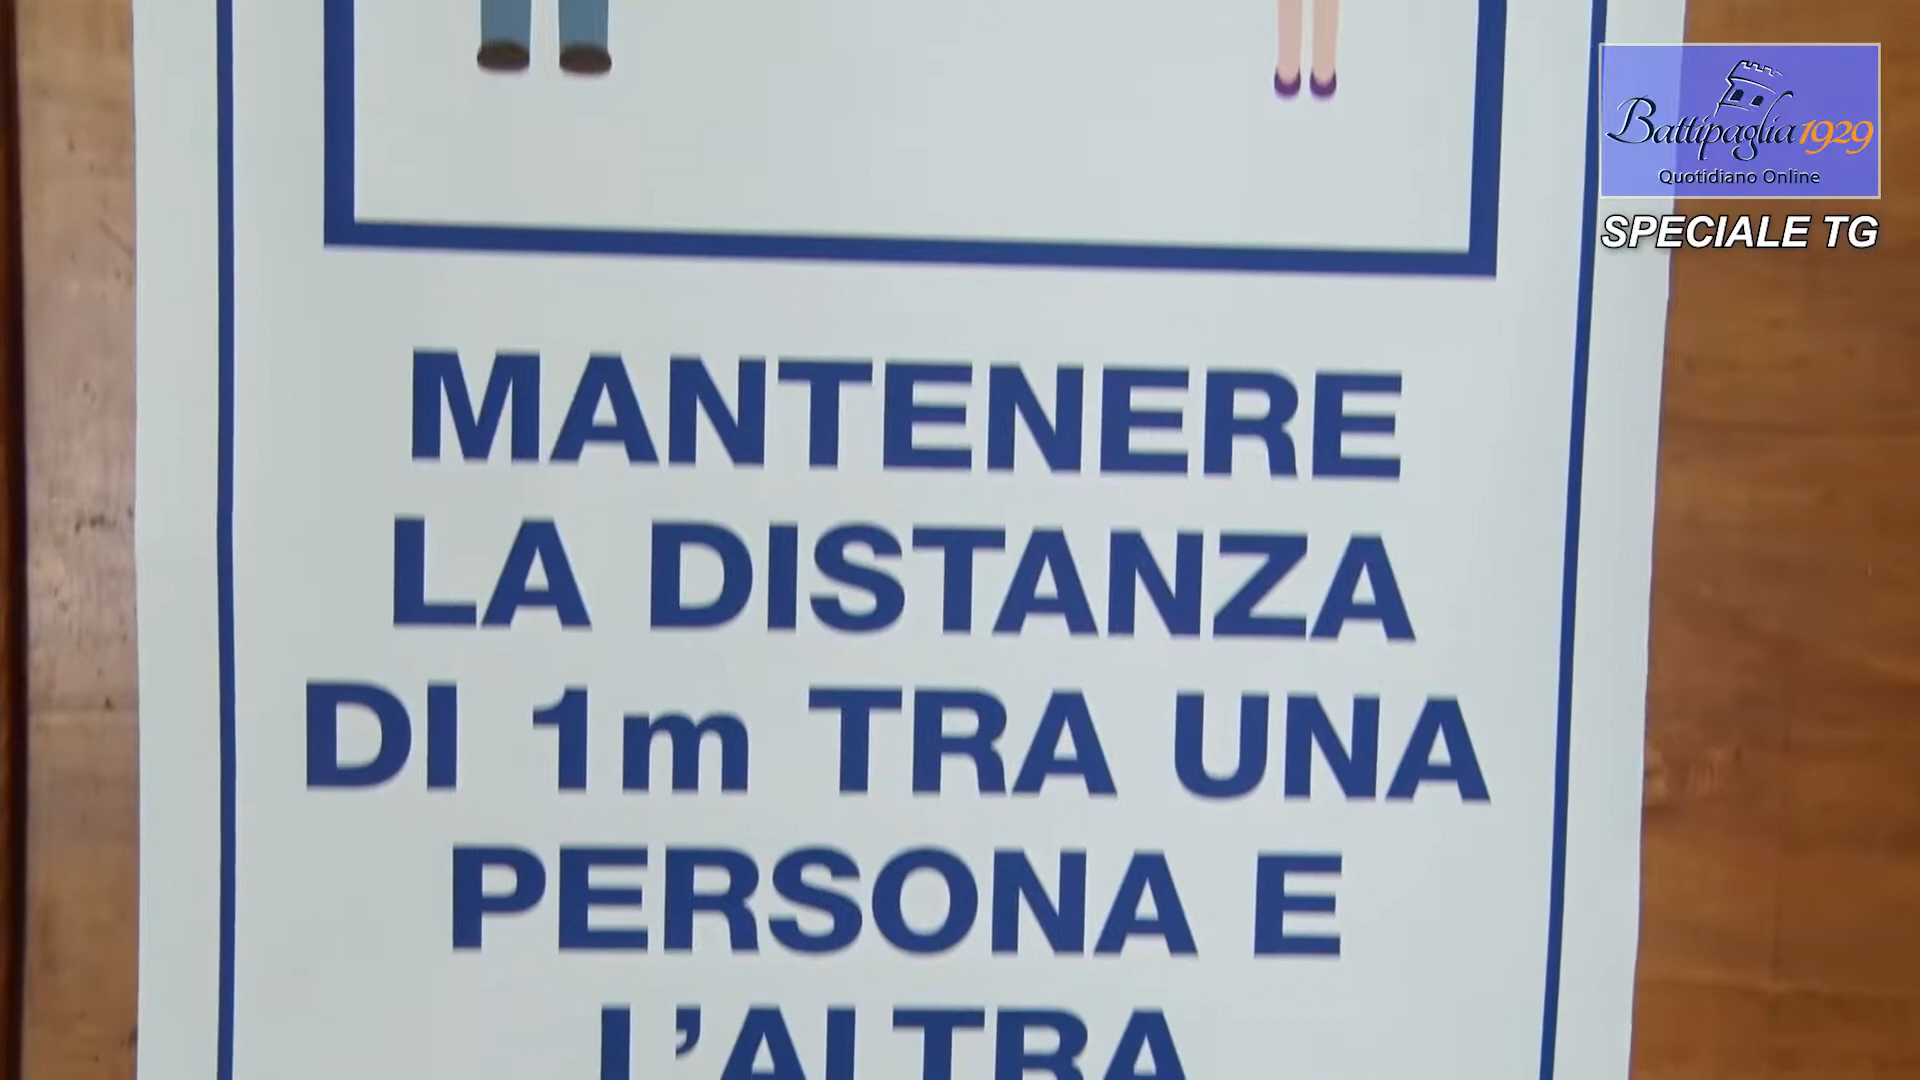 Battipaglia1929
Quotidiano Online
SPECIALE TG
MANTENERE
LA DISTANZA
DI 1m TRA UNA
PERSONA E
L'ALTRA